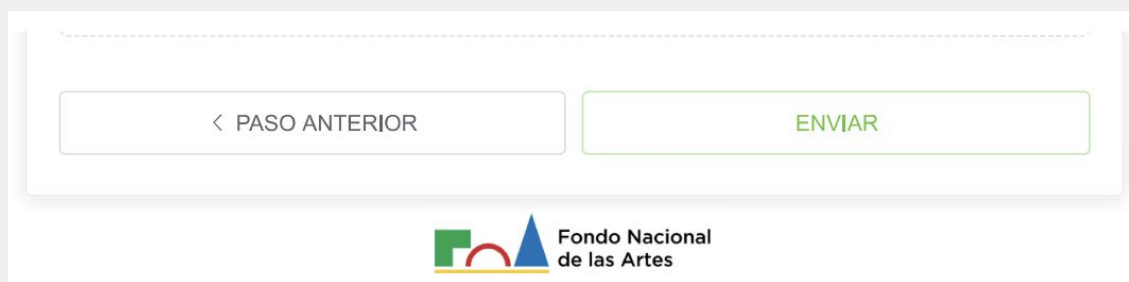 < PASO ANTERIOR
ENVIAR
Fondo Nacional
de las Artes